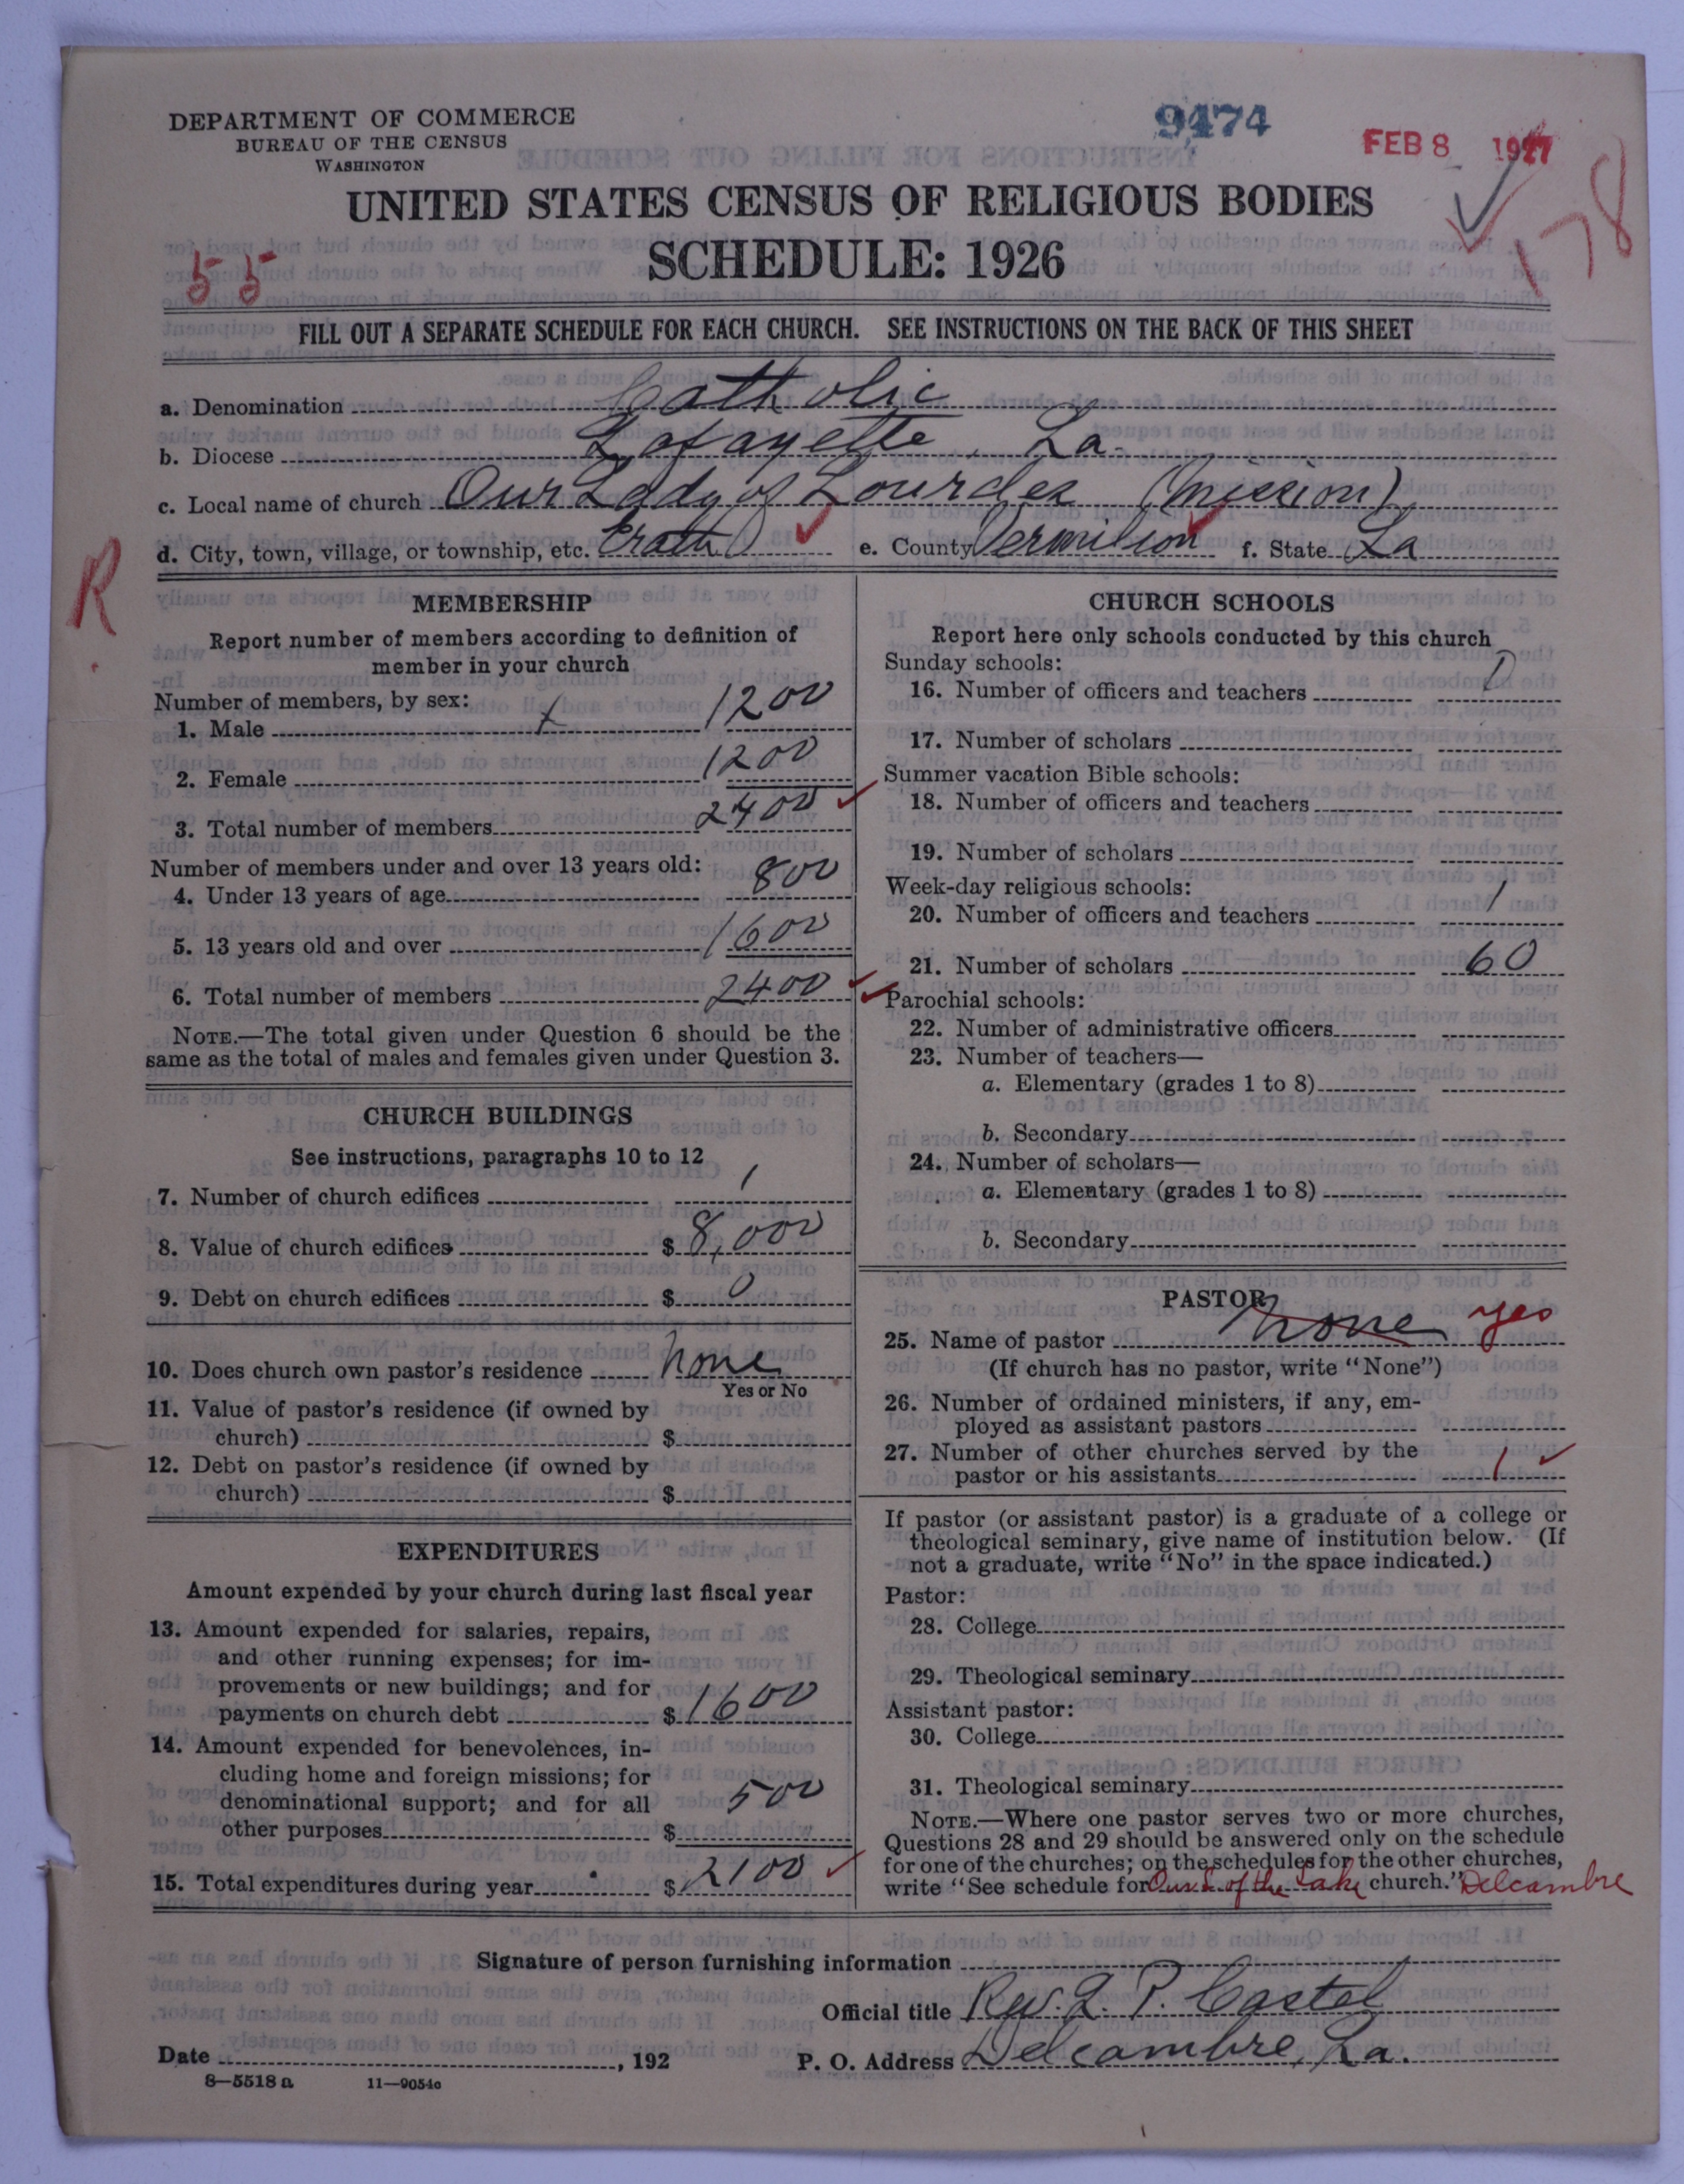 DEPARTMENT OF COMMERCE
BUREAU OF THE CENSUS
WASHINGTON
9474
FEB 8 1927
UNITED STATES CENSUS OF RELIGIOUS BODIES
SCHEDULE: 1926
55
178
FILL OUT A SEPARATE SCHEDULE FOR EACH CHURCH. SEE INSTRUCTIONS ON THE BACK OF THIS SHEET
a. Denomination Catholic
b. Diocese Lafayette, La.
c. Local name of church Our Lady of Lourdes (mission)
d. City, town, village, or township, etc. Erath e. County Vermilion f. State La
R
MEMBERSHIP
Report number of members according to definition of
member in your church
Number of members, by sex:
1. Male 1200
2. Female 1200
3. Total number of members 2400
Number of members under and over 13 years old:
4. Under 13 years of age 800
5. 13 years old and over 1600
6. Total number of members 2400
NOTE.—The total given under Question 6 should be the
same as the total of males and females given under Question 3.
CHURCH BUILDINGS
See instructions, paragraphs 10 to 12
7. Number of church edifices 1
8. Value of church edifices $ 8,000
9. Debt on church edifices $ 0
10. Does church own pastor's residence none
Yes or No
11. Value of pastor's residence (if owned by
church) $
12. Debt on pastor's residence (if owned by
church) $
EXPENDITURES
Amount expended by your church during last fiscal year
13. Amount expended for salaries, repairs,
and other running expenses; for im-
provements or new buildings; and for
payments on church debt $ 1600
14. Amount expended for benevolences, in-
cluding home and foreign missions; for
denominational support; and for all
other purposes $ 500
15. Total expenditures during year $ 2100
CHURCH SCHOOLS
Report here only schools conducted by this church
Sunday schools:
16. Number of officers and teachers
17. Number of scholars
Summer vacation Bible schools:
18. Number of officers and teachers
19. Number of scholars
Week-day religious schools:
20. Number of officers and teachers 1
21. Number of scholars 60
Parochial schools:
22. Number of administrative officers
23. Number of teachers—
a. Elementary (grades 1 to 8)
b. Secondary
24. Number of scholars—
a. Elementary (grades 1 to 8)
b. Secondary
PASTOR
25. Name of pastor none yes
(If church has no pastor, write "None")
26. Number of ordained ministers, if any, em-
ployed as assistant pastors
27. Number of other churches served by the
pastor or his assistants 1
If pastor (or assistant pastor) is a graduate of a college or
theological seminary, give name of institution below. (If
not a graduate, write "No" in the space indicated.)
Pastor:
28. College
29. Theological seminary
Assistant pastor:
30. College
31. Theological seminary
NOTE.—Where one pastor serves two or more churches,
Questions 28 and 29 should be answered only on the schedule
for one of the churches; on the schedules for the other churches,
write "See schedule for Our L. of the Lake church." Delcambre
Signature of person furnishing information
Official title Rev. L. P. Castel
Date , 192 P. O. Address Delcambre, La.
8—5518 a 11—9054c